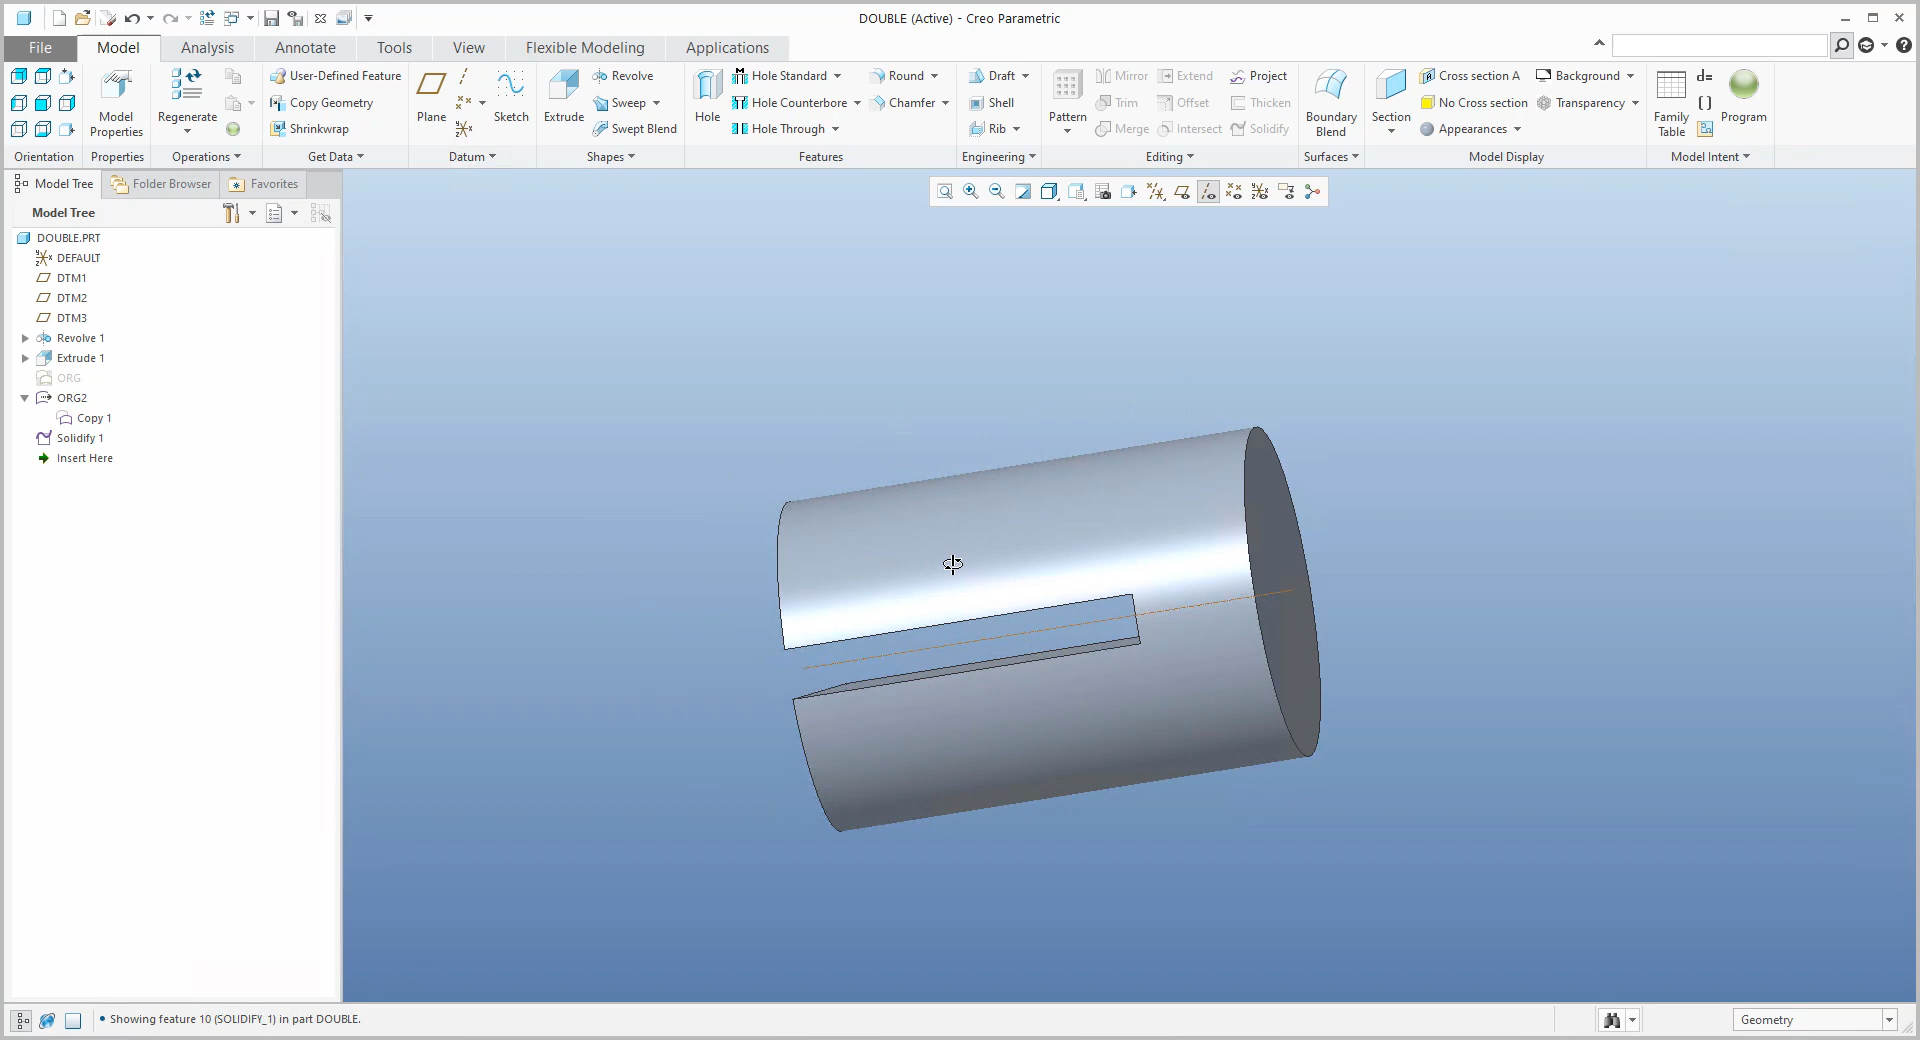 DOUBLE (Active) - Creo Parametric
File Model Analysis Annotate Tools View Flexible Modeling Applications
User-Defined Feature Revolve Hole Standard Round Draft Mirror Extend Project Cross section A Background
Copy Geometry Sweep Hole Counterbore Chamfer Shell Trim Offset Thicken No Cross section Transparency
Shrinkwrap Swept Blend Hole Through Rib Merge Intersect Solidify Appearances
Model Properties Regenerate Plane Sketch Extrude Hole Pattern Boundary Blend Section Family Table Program
Orientation Properties Operations Get Data Datum Shapes Features Engineering Editing Surfaces Model Display Model Intent
Model Tree Folder Browser Favorites
Model Tree
DOUBLE.PRT
DEFAULT
DTM1
DTM2
DTM3
Revolve 1
Extrude 1
ORG
ORG2
Copy 1
Solidify 1
Insert Here
Showing feature 10 (SOLIDIFY_1) in part DOUBLE.
Geometry